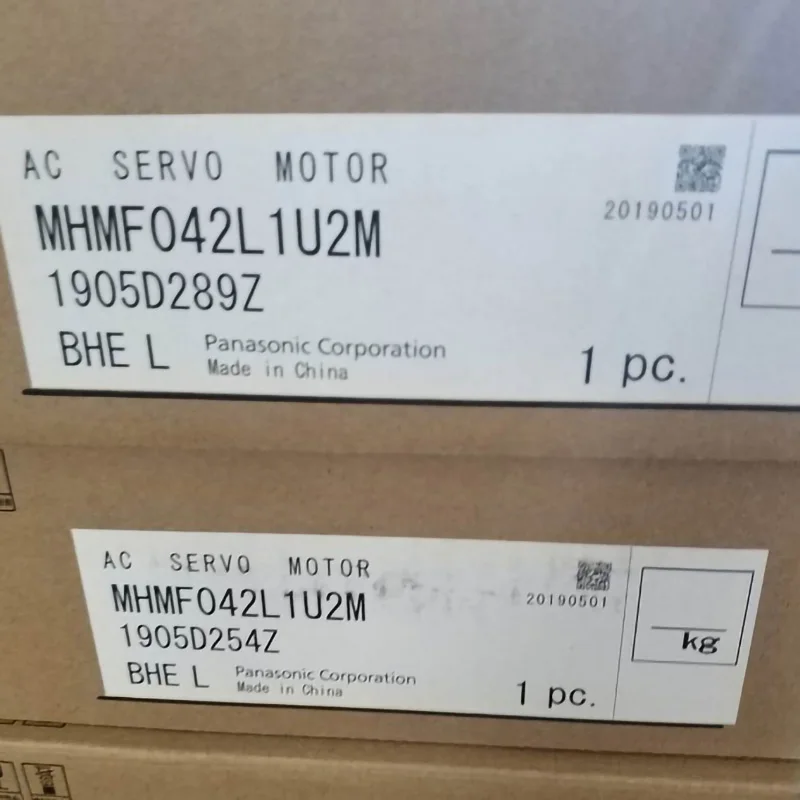 AC SERVO MOTOR
20190501
MHMF042L1U2M
1905D289Z
BHE L Panasonic Corporation
Made in China
1 pc.
AC SERVO MOTOR
20190501
MHMF042L1U2M
1905D254Z
BHE L Panasonic Corporation
Made in China
1 pc.
kg